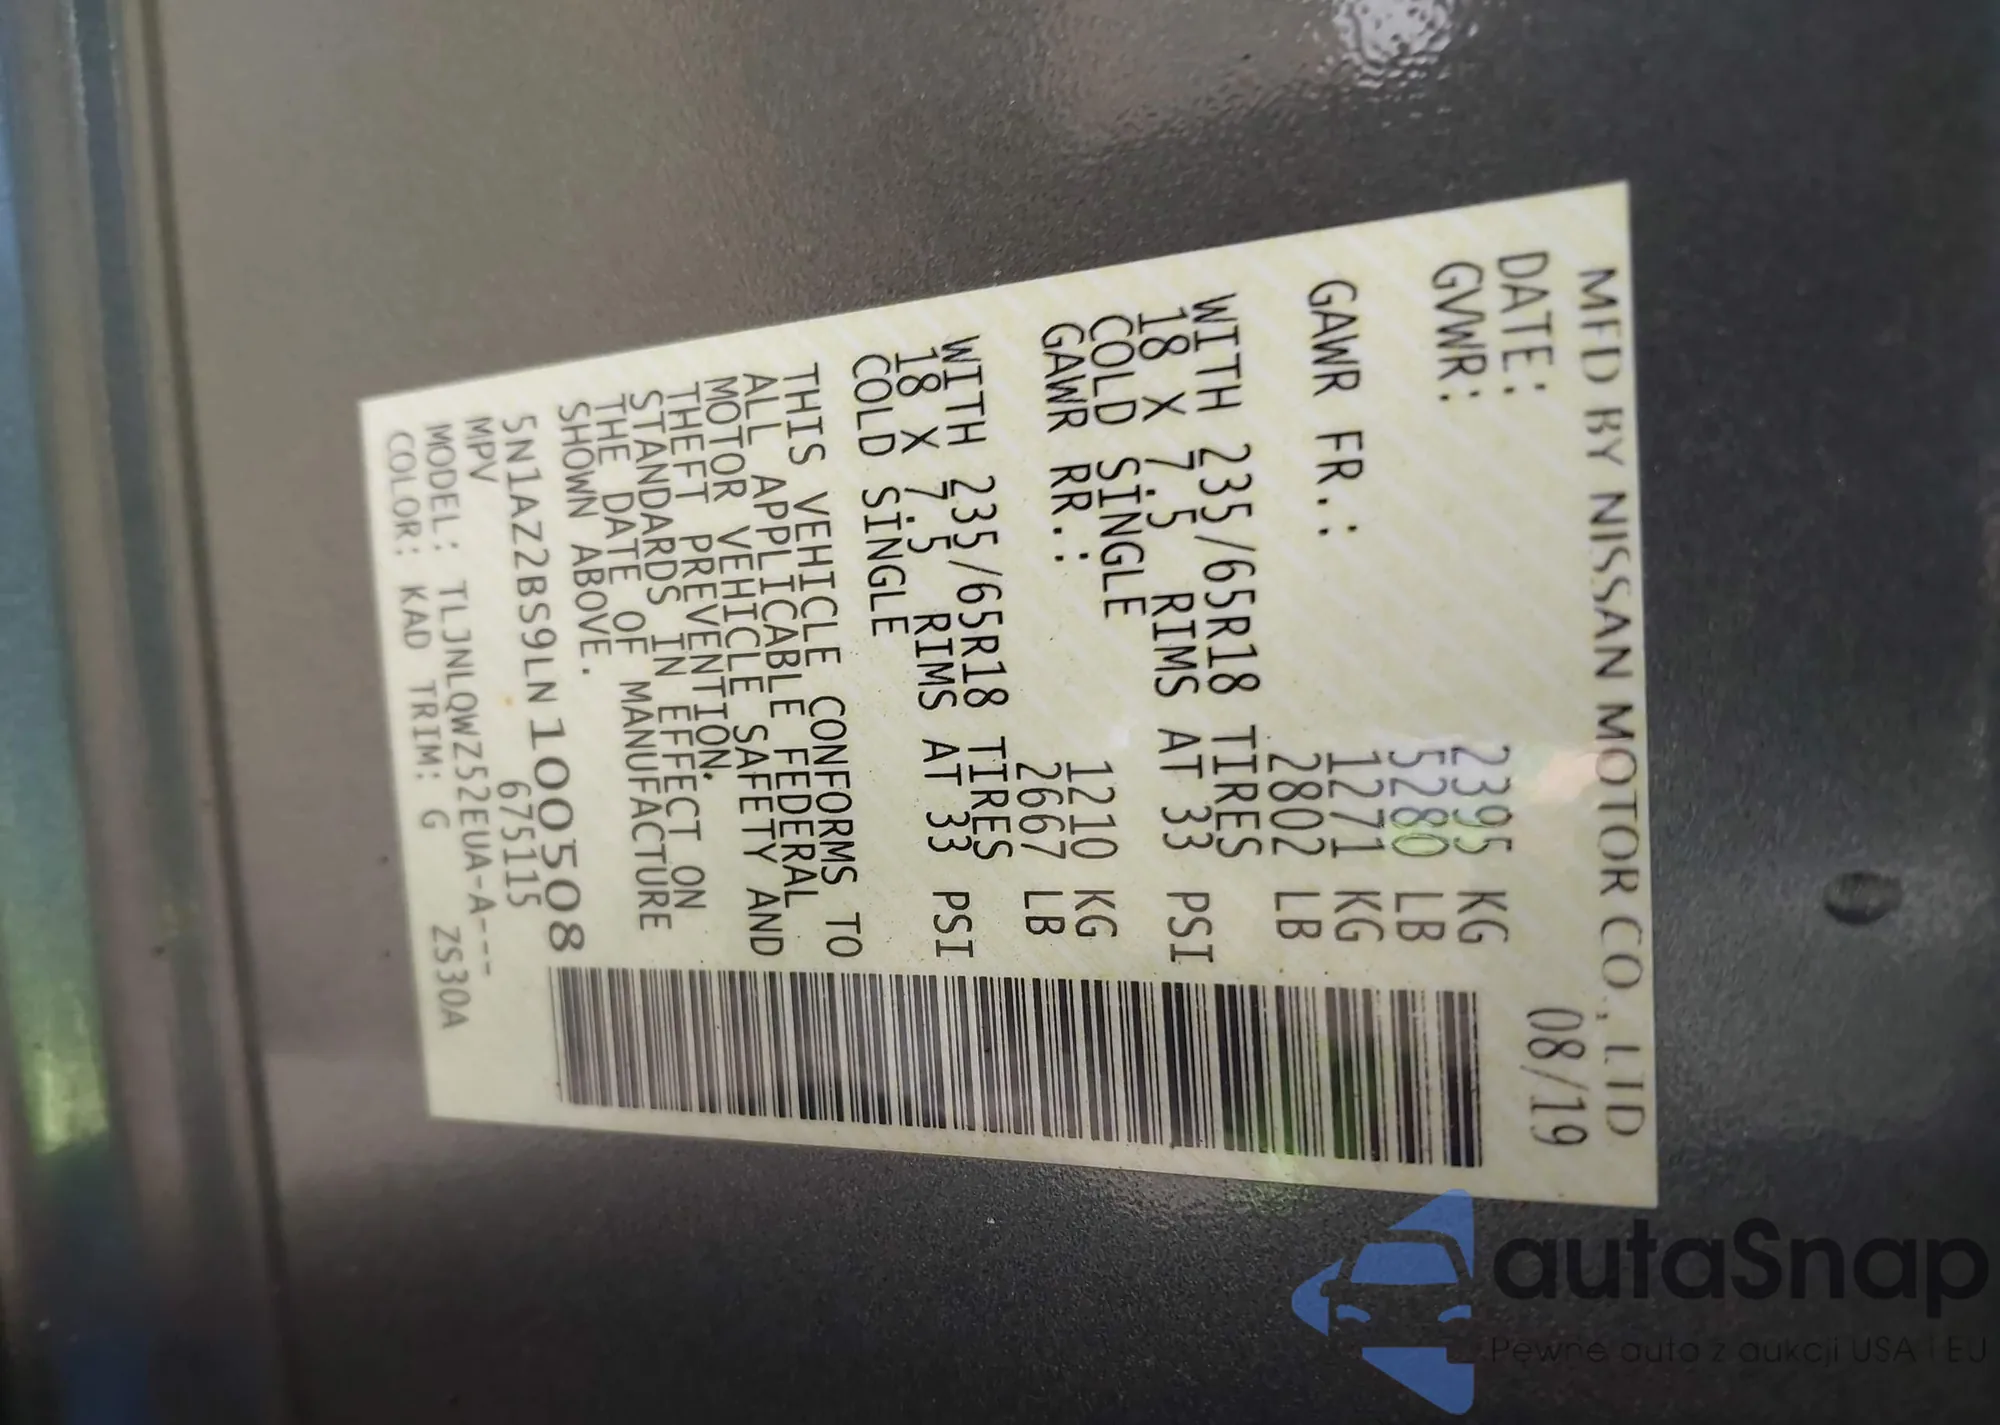 MFD BY NISSAN MOTOR CO., LTD
DATE: 08/19
GVWR: 2395 KG
5280 LB
GAWR FR.: 1271 KG
2802 LB
WITH 235/65R18 TIRES
18 X 7.5 RIMS AT 33 PSI
COLD SINGLE
GAWR RR.: 1210 KG
2667 LB
WITH 235/65R18 TIRES
18 X 7.5 RIMS AT 33 PSI
COLD SINGLE
THIS VEHICLE CONFORMS TO
ALL APPLICABLE FEDERAL
MOTOR VEHICLE SAFETY AND
THEFT PREVENTION.
STANDARDS IN EFFECT ON
THE DATE OF MANUFACTURE
SHOWN ABOVE.
5N1AZ2BS9LN100508
MPV 675115
MODEL: TLJNLQWZ52EUA-A---
COLOR: KAD TRIM: G ZS30A
autaSnap
Pewne auta z aukcji USA i EU